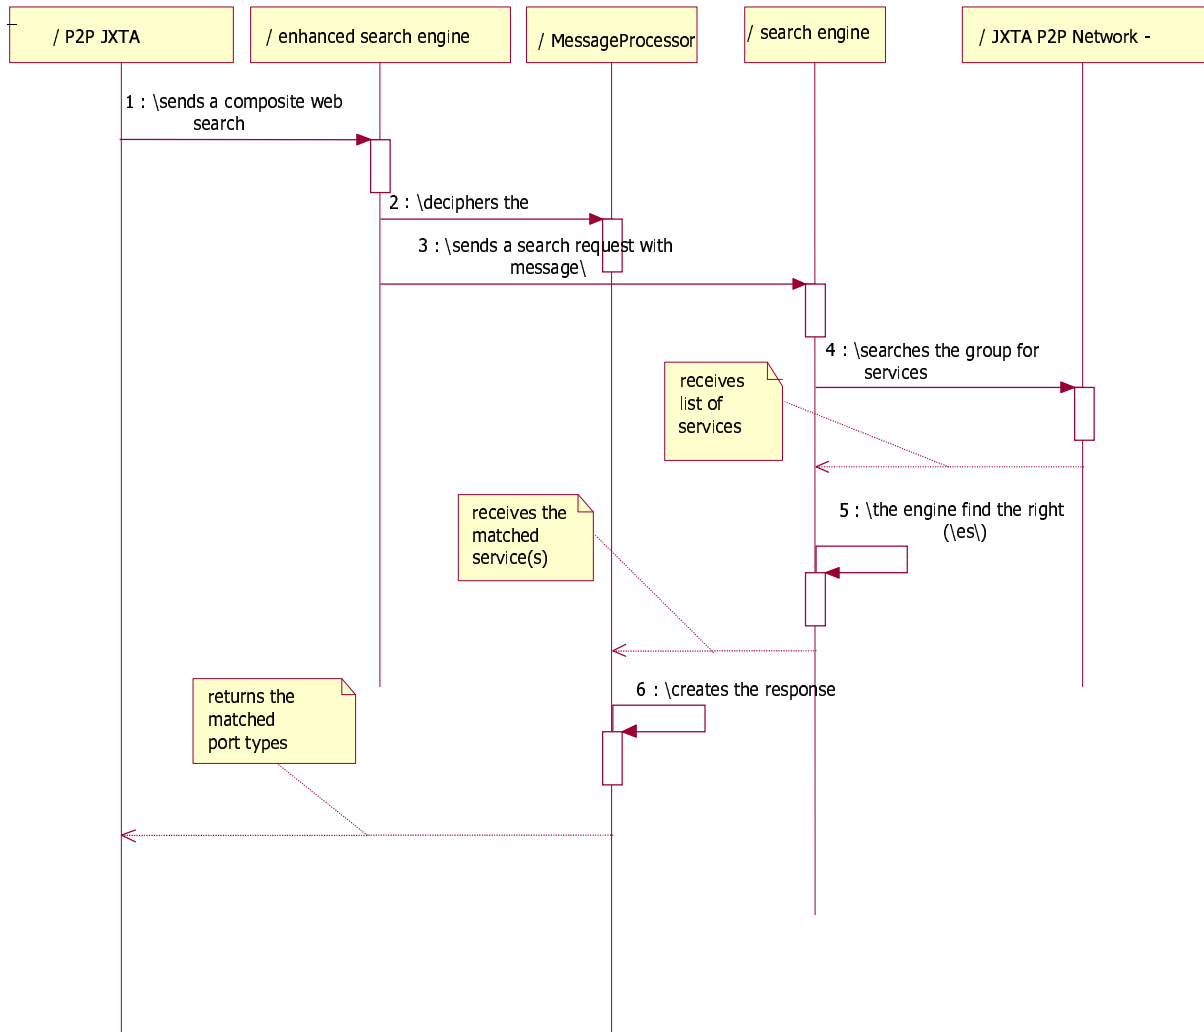 / P2P JXTA
/ enhanced search engine
/ MessageProcessor
/ search engine
/ JXTA P2P Network -
1 : \sends a composite web
search
2 : \deciphers the
3 : \sends a search request with
message\
4 : \searches the group for
services
receives
list of
services
receives the
matched
service(s)
5 : \the engine find the right
(\es\)
6 : \creates the response
returns the
matched
port types